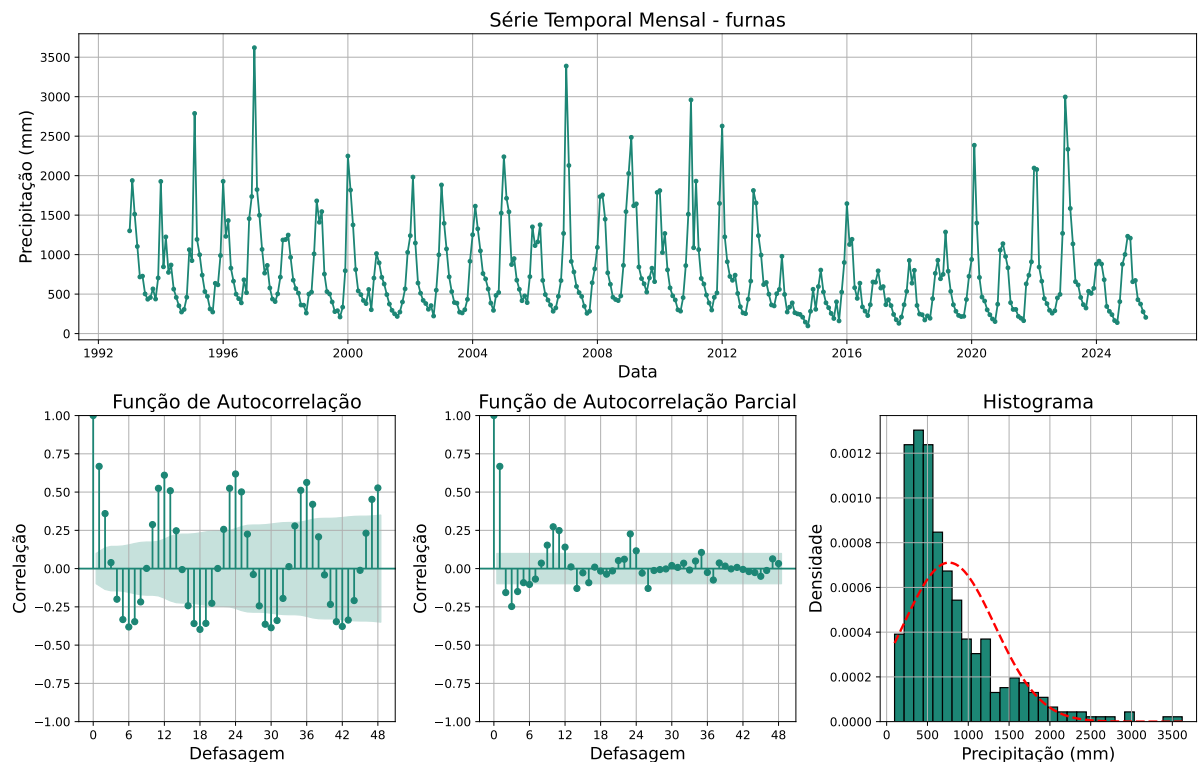 Série Temporal Mensal - furnas
Precipitação (mm)
3500
3000
2500
2000
1500
1000
500
0
1992 1996 2000 2004 2008 2012 2016 2020 2024
Data
Função de Autocorrelação
Correlação
1.00
0.75
0.50
0.25
0.00
−0.25
−0.50
−0.75
−1.00
0 6 12 18 24 30 36 42 48
Defasagem
Função de Autocorrelação Parcial
Correlação
1.00
0.75
0.50
0.25
0.00
−0.25
−0.50
−0.75
−1.00
0 6 12 18 24 30 36 42 48
Defasagem
Histograma
Densidade
0.0012
0.0010
0.0008
0.0006
0.0004
0.0002
0.0000
0 500 1000 1500 2000 2500 3000 3500
Precipitação (mm)